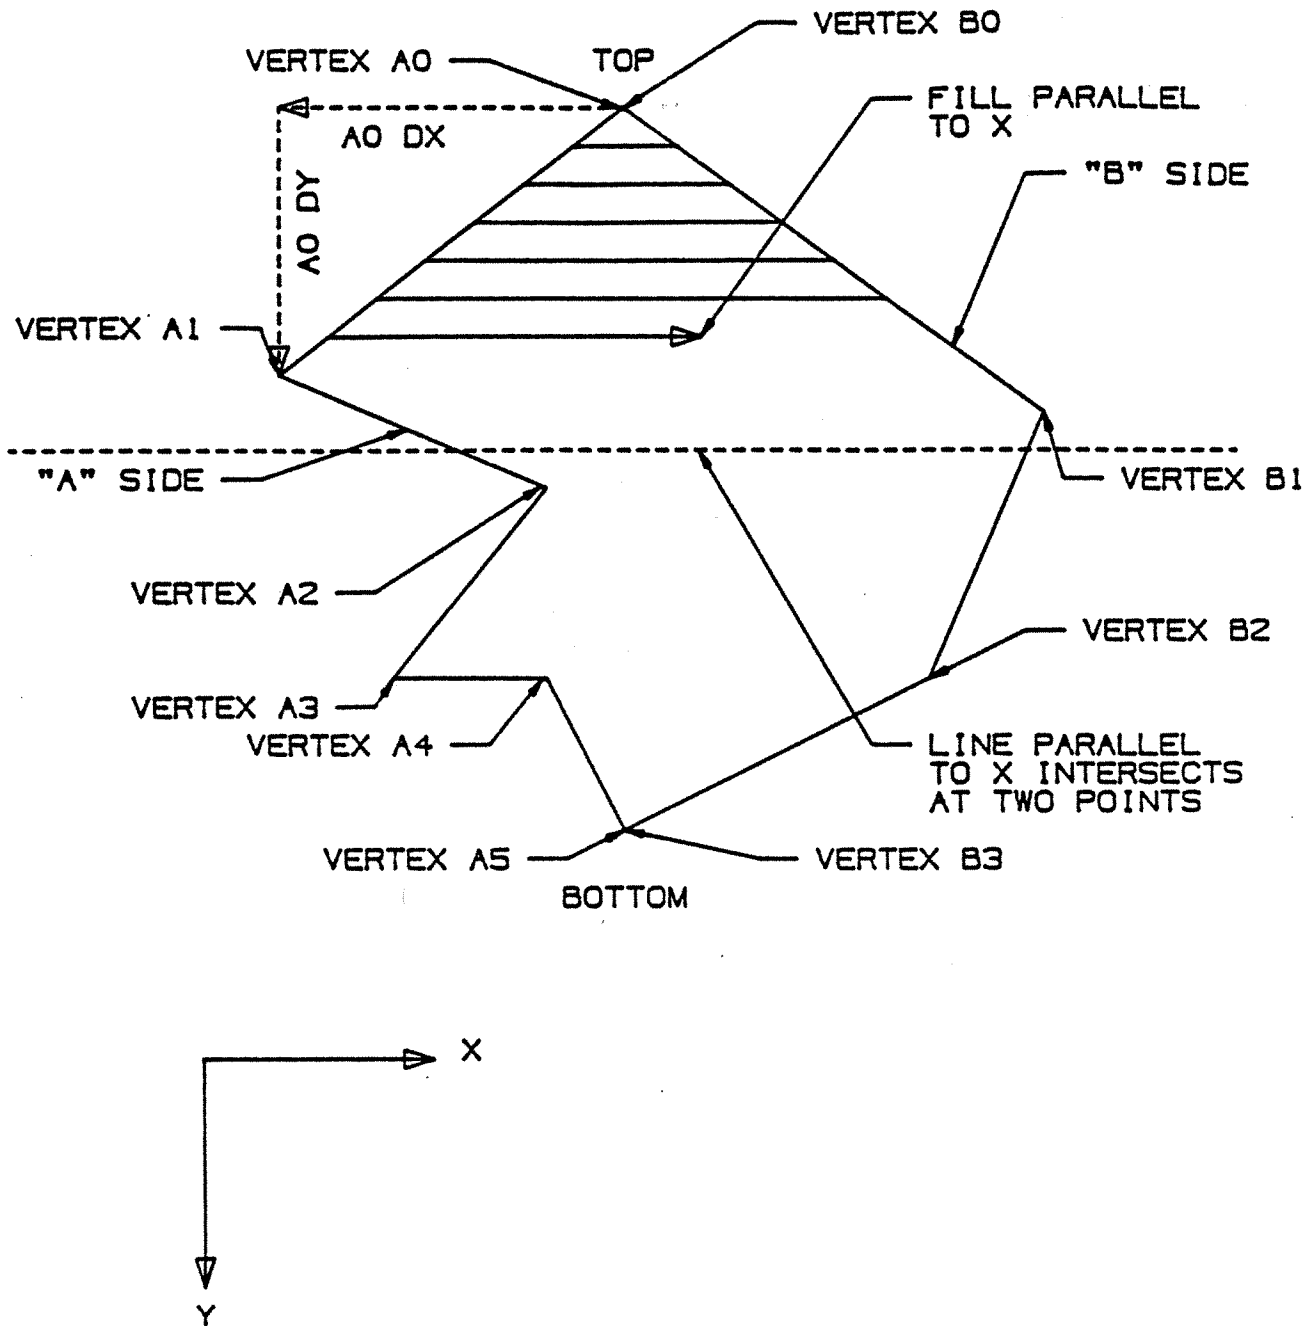 VERTEX B0
VERTEX A0
TOP
FILL PARALLEL
TO X
A0 DX
"B" SIDE
A0 DY
VERTEX A1
"A" SIDE
VERTEX B1
VERTEX A2
VERTEX B2
VERTEX A3
VERTEX A4
LINE PARALLEL
TO X INTERSECTS
AT TWO POINTS
VERTEX A5
VERTEX B3
BOTTOM
X
Y